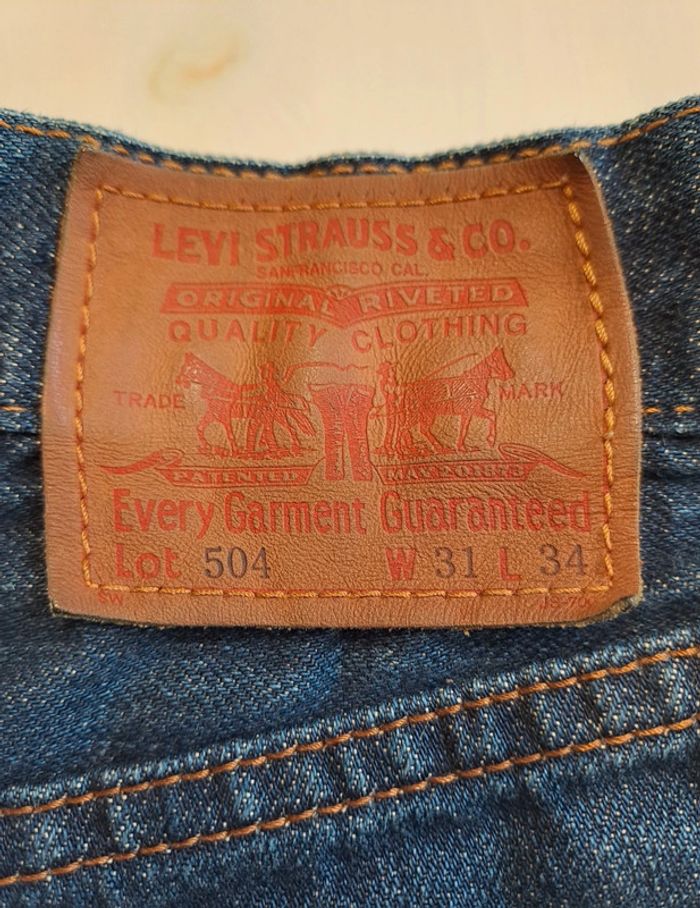 LEVI STRAUSS & CO.
SAN FRANCISCO CAL.
ORIGINAL RIVETED
QUALITY CLOTHING
TRADE MARK
PATENTED MAY 20 1873
Every Garment Guaranteed
Lot 504 W 31 L 34